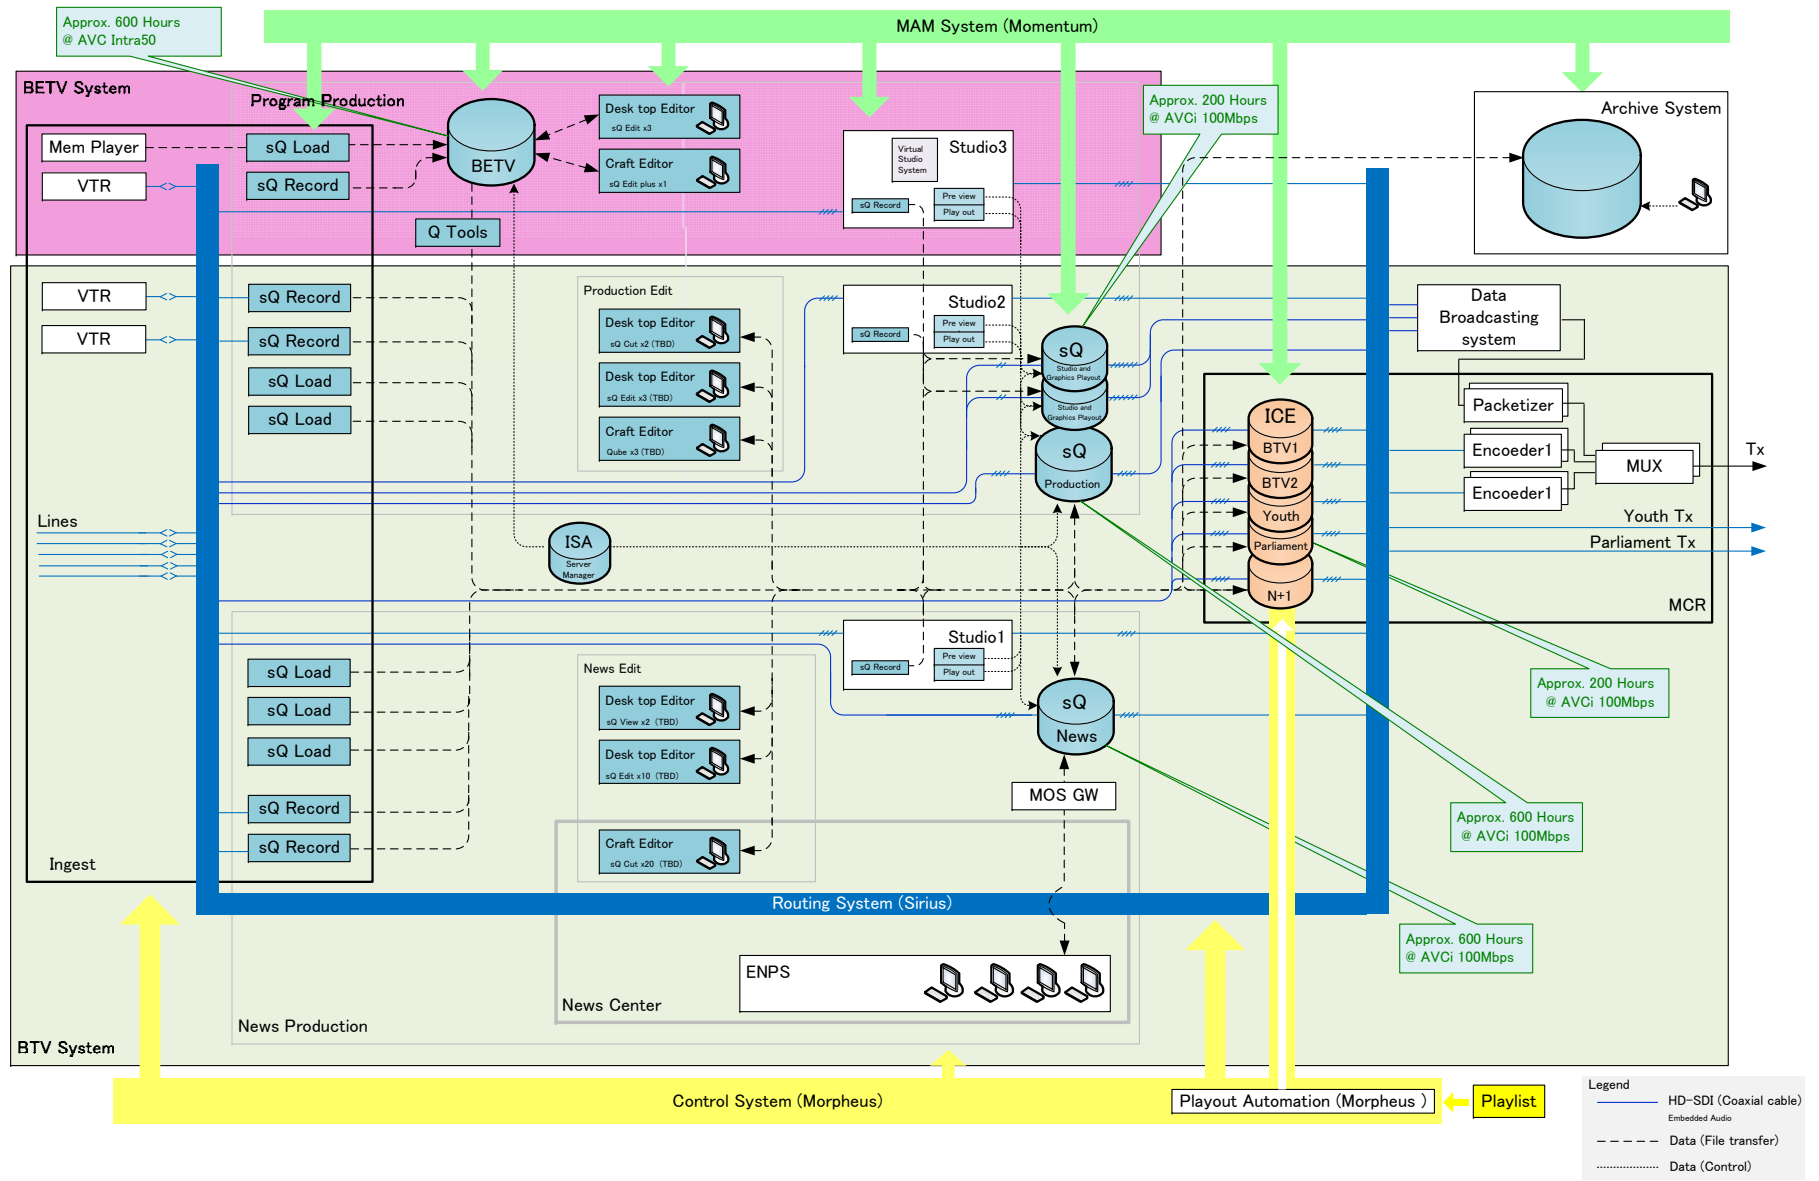 Approx. 600 Hours
@ AVC Intra50
MAM System (Momentum)
BETV System
Program Production
Mem Player
sQ Load
VTR
sQ Record
BETV
Q Tools
Desk top Editor
sQ Edit x3
Craft Editor
sQ Edit plus x1
Virtual
Studio
System
Studio3
sQ Record
Pre view
Play out
Approx. 200 Hours
@ AVCi 100Mbps
Archive System
VTR
sQ Record
VTR
sQ Record
sQ Load
sQ Load
Production Edit
Desk top Editor
sQ Cut x2 (TBD)
Desk top Editor
sQ Edit x3 (TBD)
Craft Editor
Qube x3 (TBD)
Studio2
sQ Record
Pre view
Play out
sQ
Studio and
Graphics Playout
Studio and
Graphics Playout
sQ
Production
Data
Broadcasting
system
ICE
BTV1
BTV2
Youth
Parliament
N+1
Packetizer
Encoeder1
Encoeder1
MUX
Tx
Youth Tx
Parliament Tx
MCR
Lines
ISA
Server
Manager
sQ Load
sQ Load
sQ Load
sQ Record
sQ Record
Ingest
News Edit
Desk top Editor
sQ View x2 (TBD)
Desk top Editor
sQ Edit x10 (TBD)
Craft Editor
sQ Cut x20 (TBD)
Studio1
sQ Record
Pre view
Play out
sQ
News
MOS GW
Approx. 200 Hours
@ AVCi 100Mbps
Approx. 600 Hours
@ AVCi 100Mbps
Approx. 600 Hours
@ AVCi 100Mbps
Routing System (Sirius)
ENPS
News Center
News Production
BTV System
Control System (Morpheus)
Playout Automation (Morpheus )
Playlist
Legend
HD-SDI (Coaxial cable)
Embedded Audio
Data (File transfer)
Data (Control)